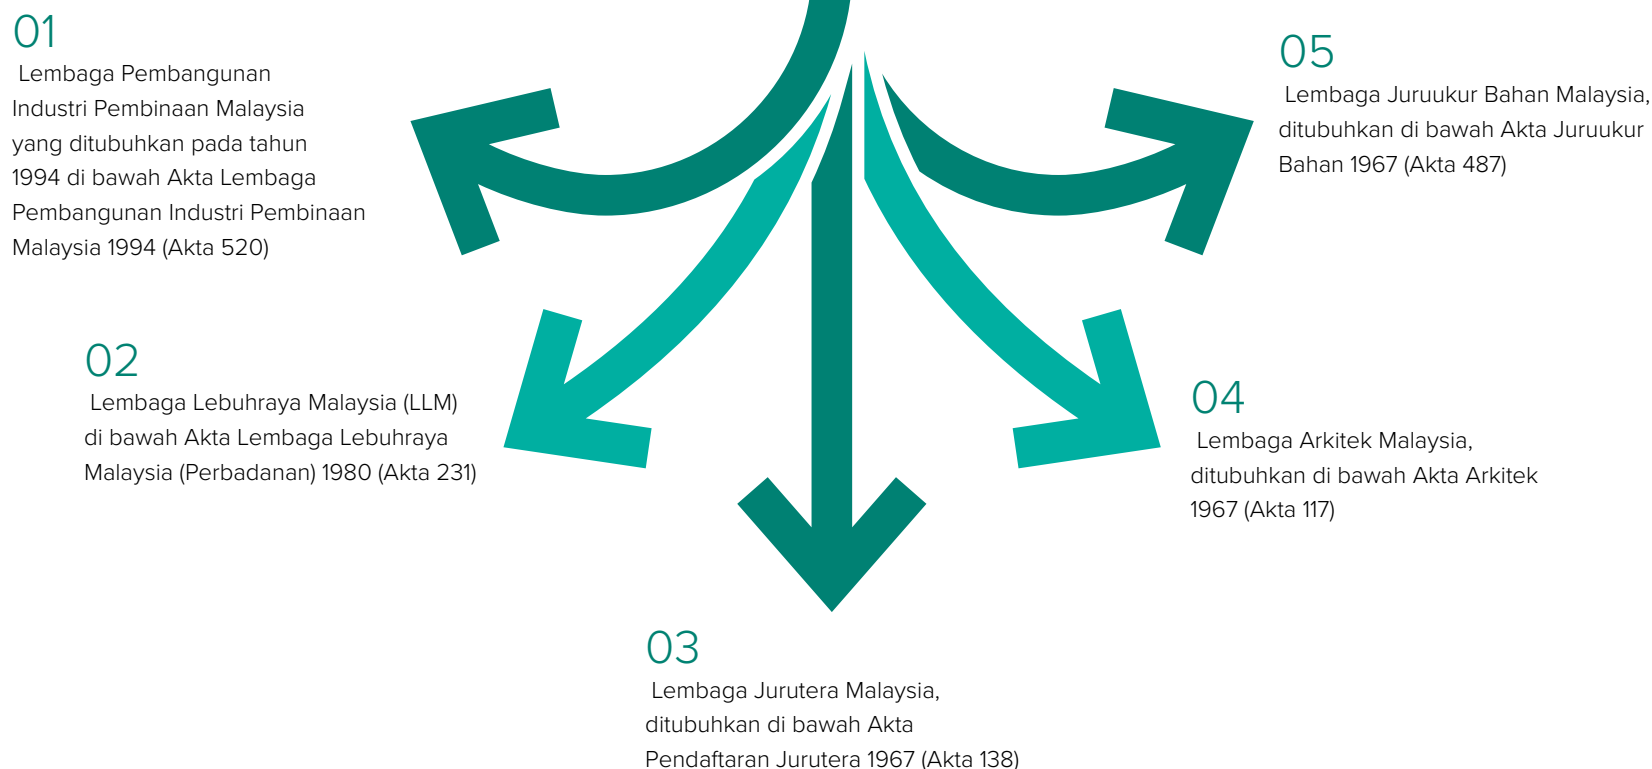 01
Lembaga Pembangunan
Industri Pembinaan Malaysia
yang ditubuhkan pada tahun
1994 di bawah Akta Lembaga
Pembangunan Industri Pembinaan
Malaysia 1994 (Akta 520)
02
Lembaga Lebuhraya Malaysia (LLM)
di bawah Akta Lembaga Lebuhraya
Malaysia (Perbadanan) 1980 (Akta 231)
03
Lembaga Jurutera Malaysia,
ditubuhkan di bawah Akta
Pendaftaran Jurutera 1967 (Akta 138)
04
Lembaga Arkitek Malaysia,
ditubuhkan di bawah Akta Arkitek
1967 (Akta 117)
05
Lembaga Juruukur Bahan Malaysia,
ditubuhkan di bawah Akta Juruukur
Bahan 1967 (Akta 487)